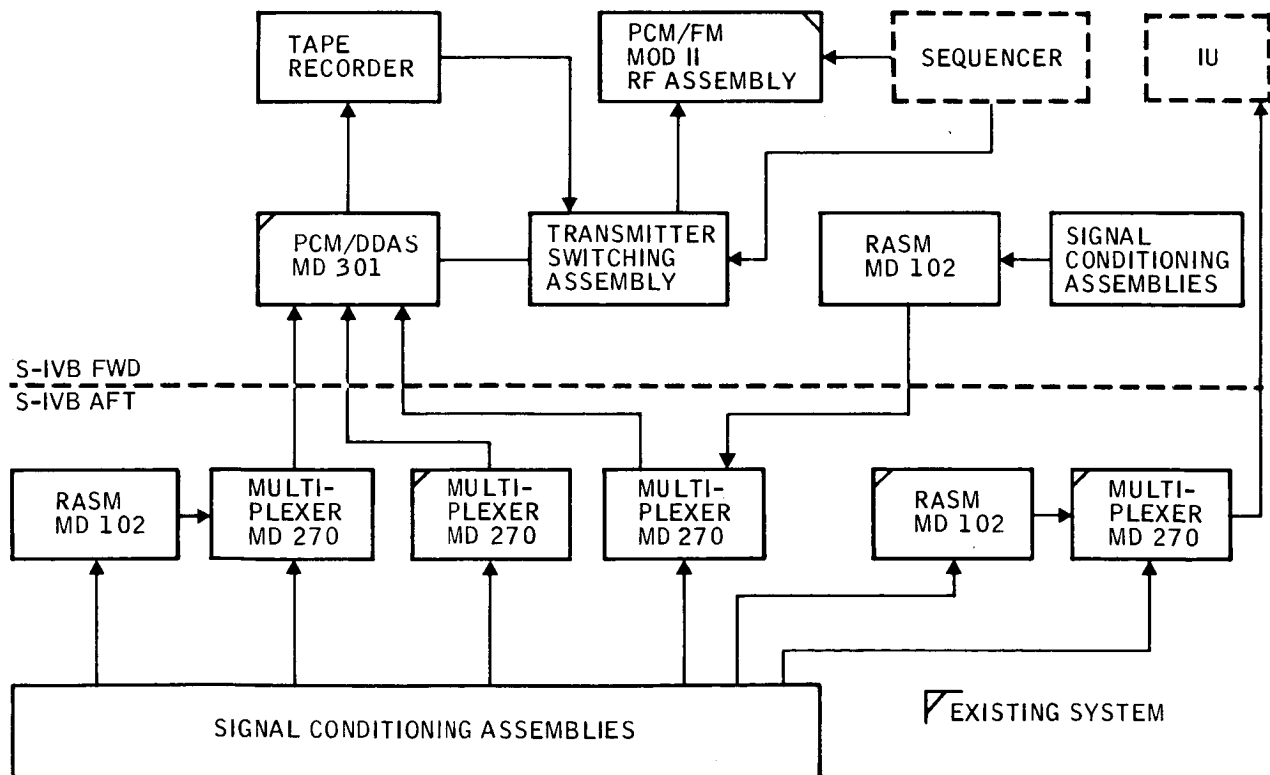 TAPE
RECORDER
PCM/FM
MOD II
RF ASSEMBLY
SEQUENCER
IU
PCM/DDAS
MD 301
TRANSMITTER
SWITCHING
ASSEMBLY
RASM
MD 102
SIGNAL
CONDITIONING
ASSEMBLIES
S-IVB FWD
S-IVB AFT
RASM
MD 102
MULTI-
PLEXER
MD 270
MULTI-
PLEXER
MD 270
MULTI-
PLEXER
MD 270
RASM
MD 102
MULTI-
PLEXER
MD 270
SIGNAL CONDITIONING ASSEMBLIES
EXISTING SYSTEM